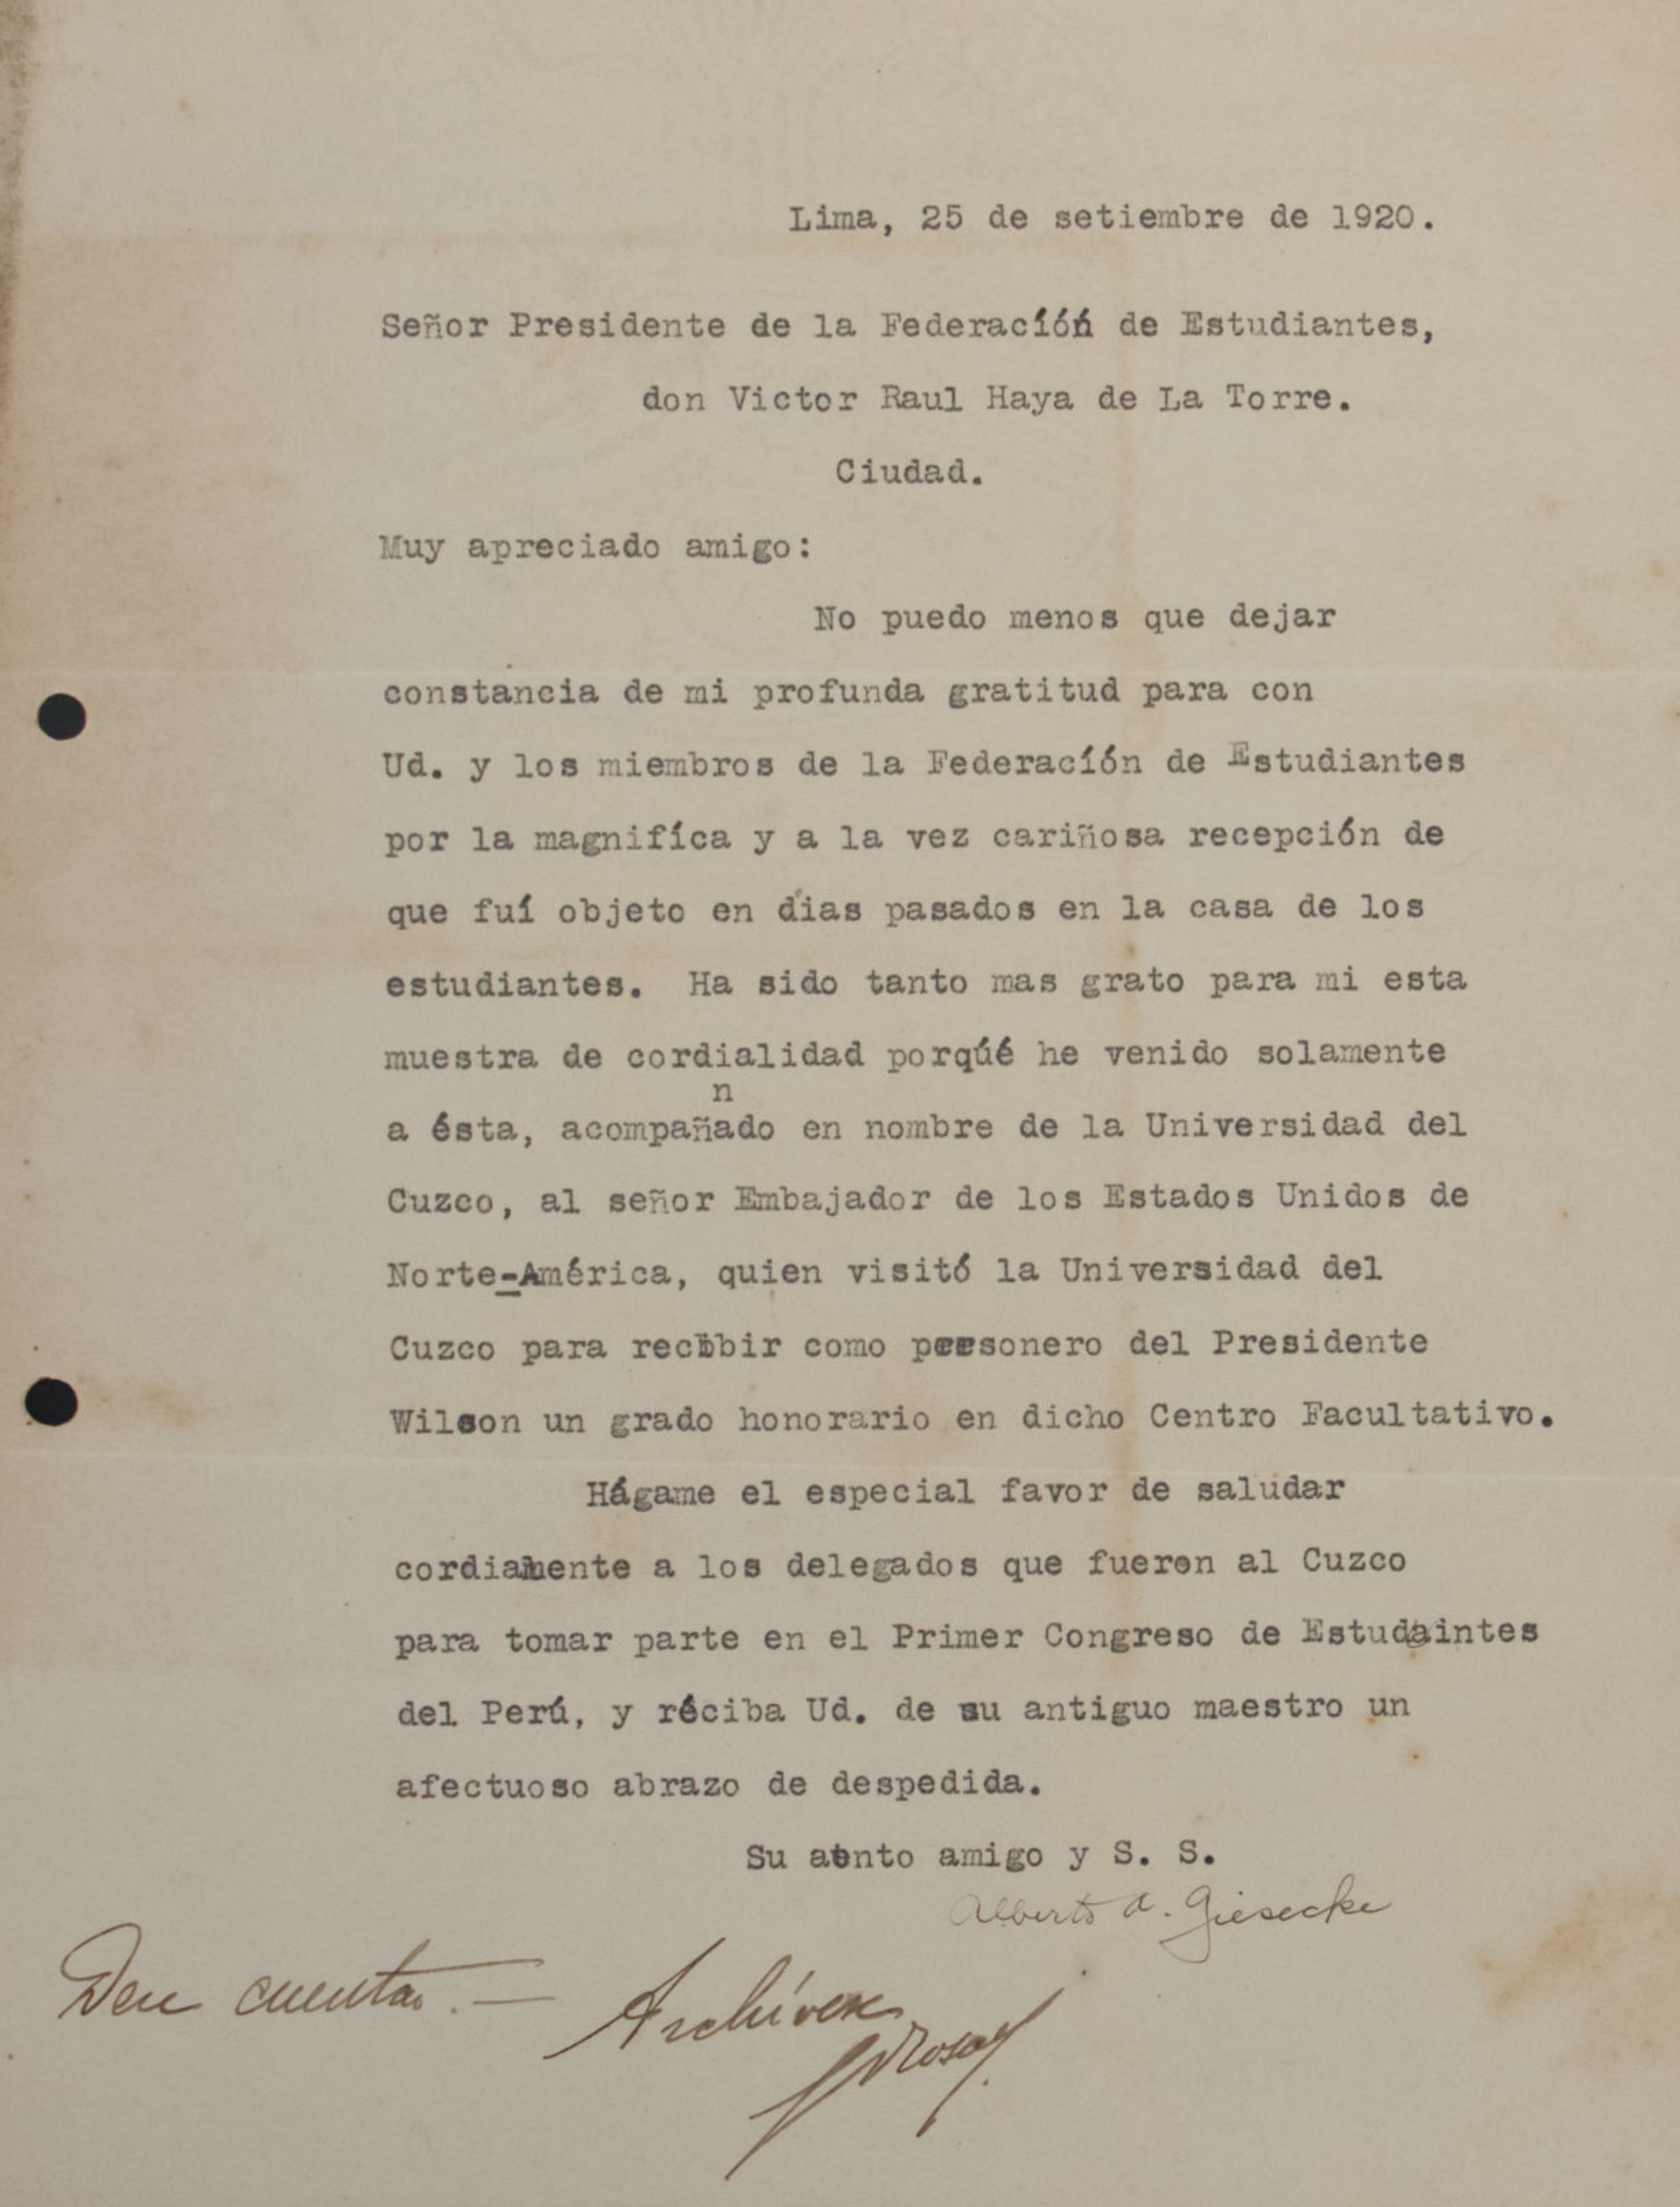 Lima, 25 de setiembre de 1920.
Señor Presidente de la Federacíón de Estudiantes,
don Victor Raul Haya de La Torre.
Ciudad.
Muy apreciado amigo:
No puedo menos que dejar
constancia de mi profunda gratitud para con
Ud. y los miembros de la Federacíón de Estudiantes
por la magnifíca y a la vez cariñosa recepción de
que fuí objeto en días pasados en la casa de los
estudiantes. Ha sido tanto mas grato para mi esta
muestra de cordialidad porqúé he venido solamente
n
a ésta, acompañado en nombre de la Universidad del
Cuzco, al señor Embajador de los Estados Unidos de
Norte-América, quien visitó la Universidad del
Cuzco para recibir como personero del Presidente
Wilson un grado honorario en dicho Centro Facultativo.
Hágame el especial favor de saludar
cordialmente a los delegados que fueron al Cuzco
para tomar parte en el Primer Congreso de Estudaintes
del Perú, y réciba Ud. de su antiguo maestro un
afectuoso abrazo de despedida.
Su atento amigo y S. S.
Alberto A. Giesecke
cuenta. — Archívese